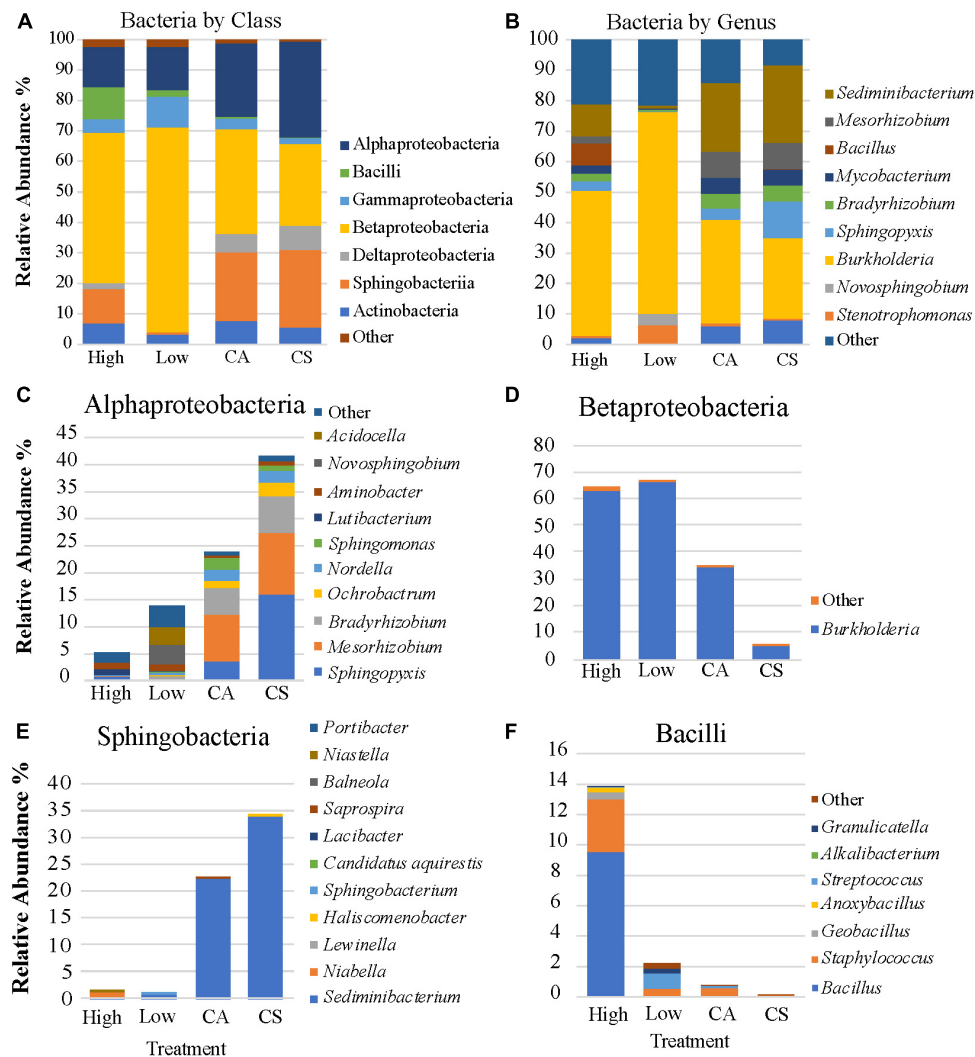 A
Bacteria by Class
Relative Abundance %
100
90
80
70
60
50
40
30
20
10
0
High
Low
CA
CS
Alphaproteobacteria
Bacilli
Gammaproteobacteria
Betaproteobacteria
Deltaproteobacteria
Sphingobacteriia
Actinobacteria
Other
B
Bacteria by Genus
100
90
80
70
60
50
40
30
20
10
0
High
Low
CA
CS
Sediminibacterium
Mesorhizobium
Bacillus
Mycobacterium
Bradyrhizobium
Sphingopyxis
Burkholderia
Novosphingobium
Stenotrophomonas
Other
C
Alphaproteobacteria
Relative Abundance %
45
40
35
30
25
20
15
10
5
0
High
Low
CA
CS
Other
Acidocella
Novosphingobium
Aminobacter
Lutibacterium
Sphingomonas
Nordella
Ochrobactrum
Bradyrhizobium
Mesorhizobium
Sphingopyxis
D
Betaproteobacteria
80
70
60
50
40
30
20
10
0
High
Low
CA
CS
Other
Burkholderia
E
Sphingobacteria
Relative Abundance %
40
35
30
25
20
15
10
5
0
High
Low
CA
CS
Treatment
Portibacter
Niastella
Balneola
Saprospira
Lacibacter
Candidatus aquirestis
Sphingobacterium
Haliscomenobacter
Lewinella
Niabella
Sediminibacterium
F
Bacilli
16
14
12
10
8
6
4
2
0
High
Low
CA
CS
Treatment
Other
Granulicatella
Alkalibacterium
Streptococcus
Anoxybacillus
Geobacillus
Staphylococcus
Bacillus